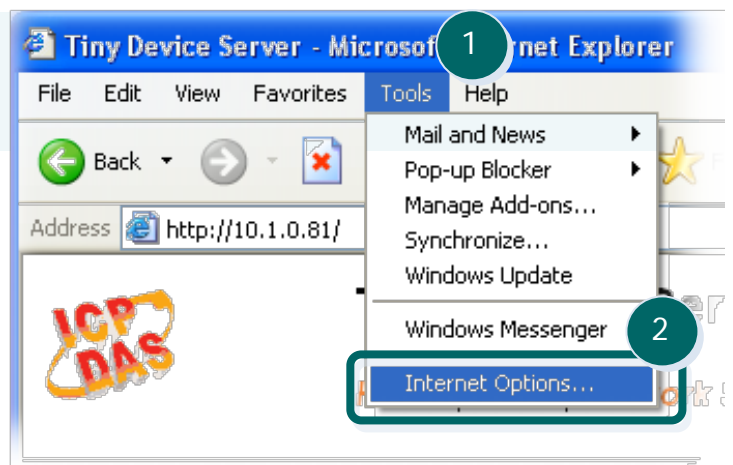 Tiny Device Server - Microsof rnet Explorer
1
File Edit View Favorites Tools Help
Back
Mail and News
Pop-up Blocker
Manage Add-ons...
Address http://10.1.0.81/
Synchronize...
Windows Update
ICP
DAS
Windows Messenger
2
Internet Options...